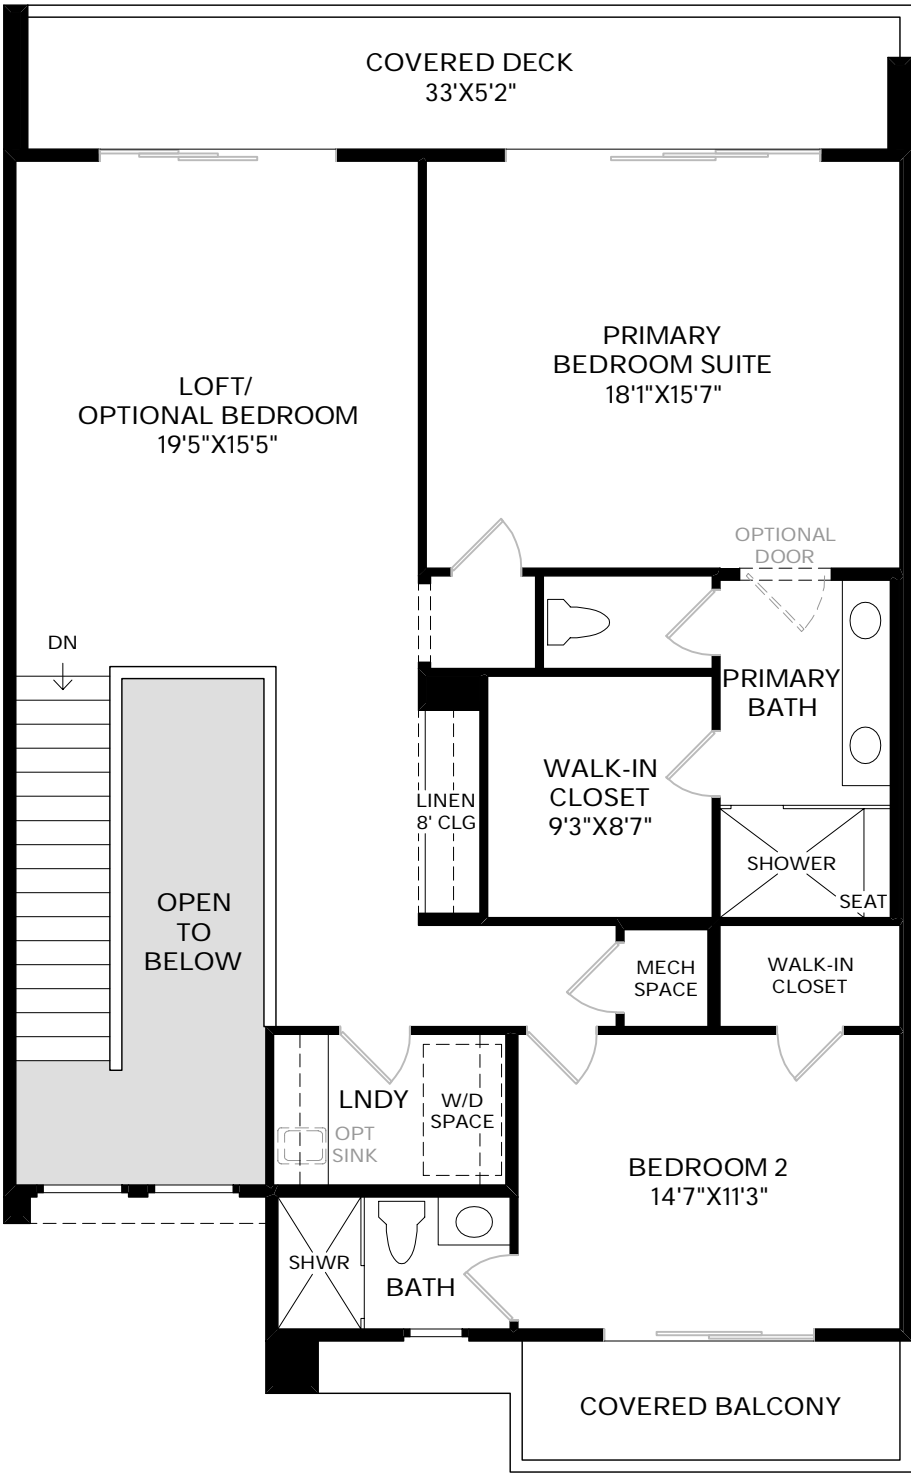 COVERED DECK
33'X5'2"
PRIMARY
BEDROOM SUITE
18'1"X15'7"
LOFT/
OPTIONAL BEDROOM
19'5"X15'5"
OPTIONAL
DOOR
DN
PRIMARY
BATH
WALK-IN
CLOSET
9'3"X8'7"
LINEN
8' CLG
SHOWER
SEAT
OPEN
TO
BELOW
MECH
SPACE
WALK-IN
CLOSET
LNDY
W/D
SPACE
OPT
SINK
BEDROOM 2
14'7"X11'3"
SHWR
BATH
COVERED BALCONY